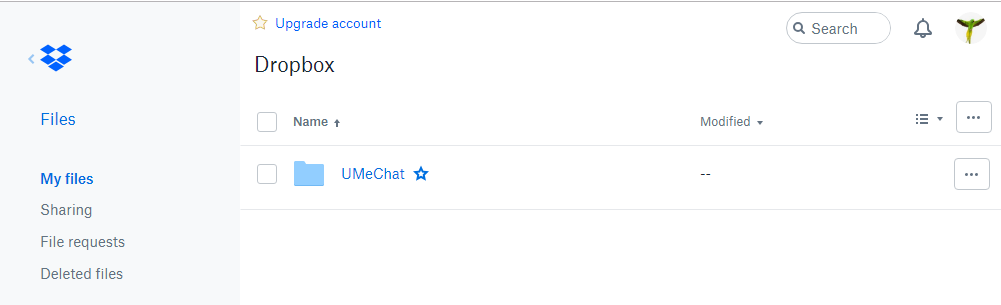 Upgrade account
Search
Dropbox
Files
Name
Modified
My files
UMeChat
--
Sharing
File requests
Deleted files